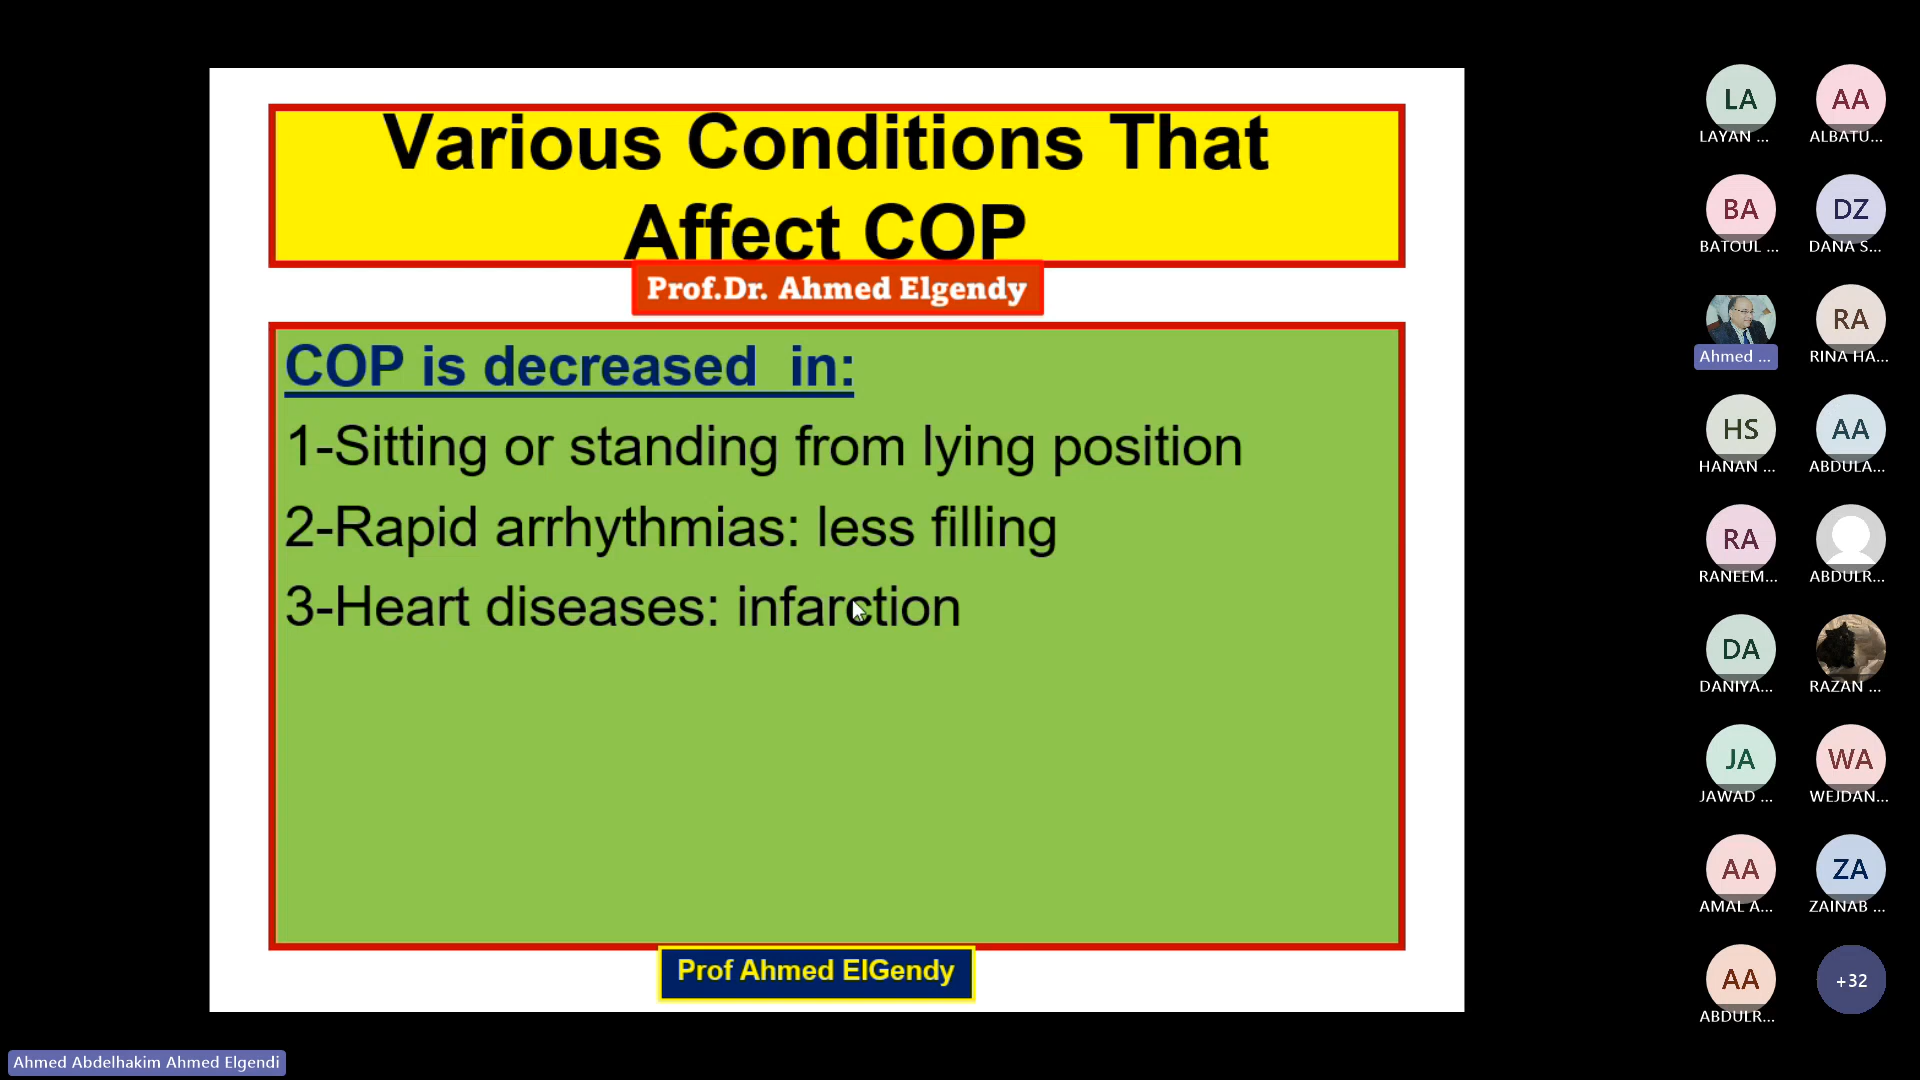 Various Conditions That
Affect COP
Prof.Dr. Ahmed Elgendy
COP is decreased in:
1-Sitting or standing from lying position
2-Rapid arrhythmias: less filling
3-Heart diseases: infarction
Prof Ahmed ElGendy
Ahmed Abdelhakim Ahmed Elgendi
LA
LAYAN ...
AA
ALBATU...
BA
BATOUL ...
DZ
DANA S...
Ahmed ...
RA
RINA HA...
HS
HANAN ...
AA
ABDULA...
RA
RANEEM...
ABDULR...
DA
DANIYA...
RAZAN ...
JA
JAWAD ...
WA
WEJDAN...
AA
AMAL A...
ZA
ZAINAB ...
AA
ABDULR...
+32